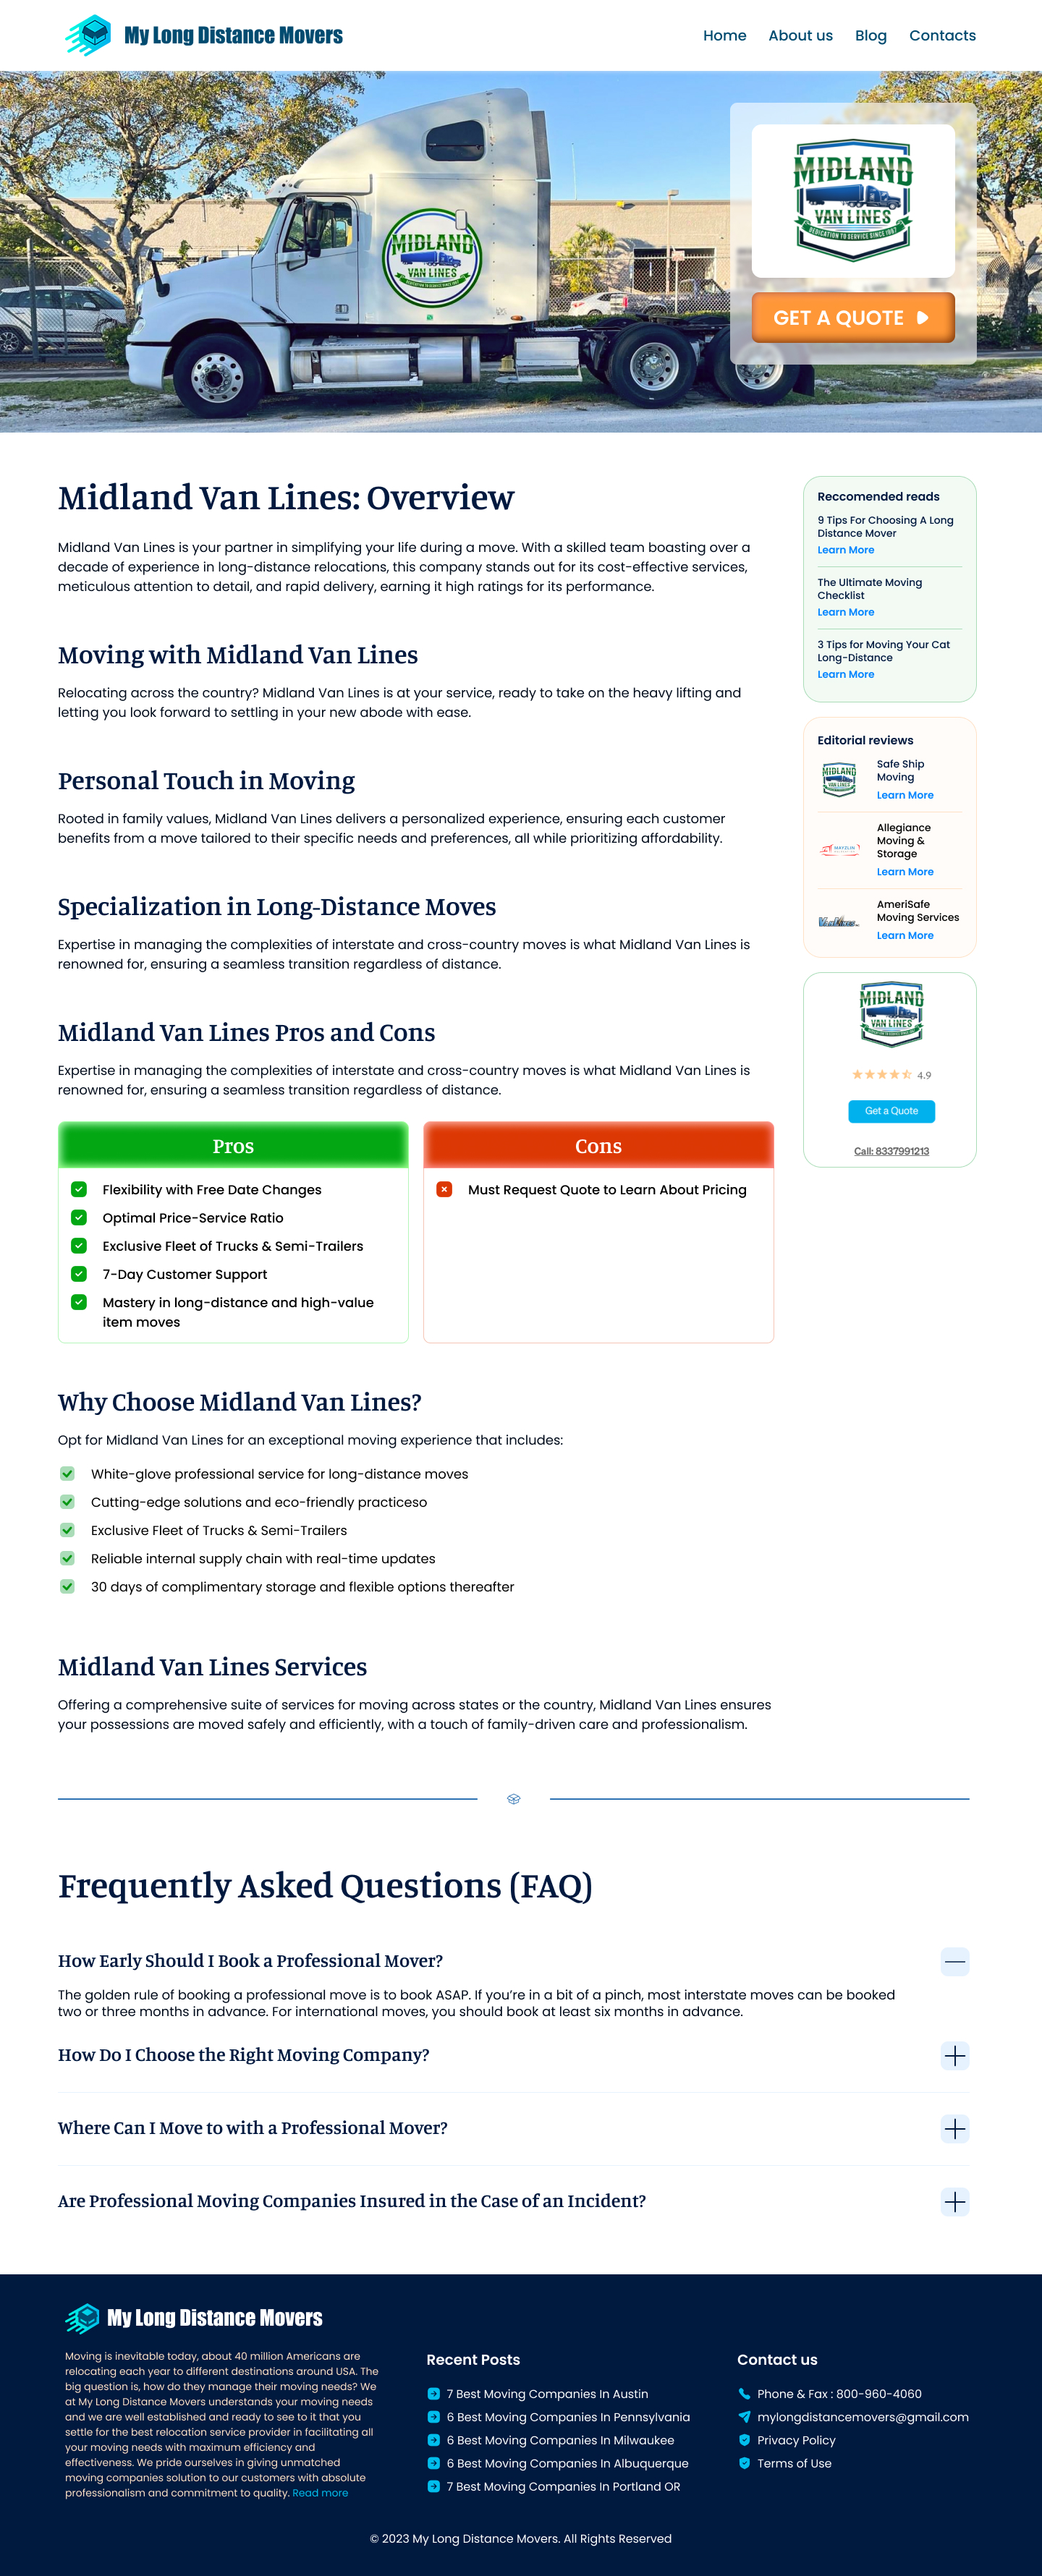 My Long Distance Movers
Home
About us
Blog
Contacts
MIDLAND
VAN LINES
DEDICATION TO SERVICE SINCE 1987
MIDLAND
VAN LINES
DEDICATION TO SERVICE SINCE 1987
GET A QUOTE
Midland Van Lines: Overview
Midland Van Lines is your partner in simplifying your life during a move. With a skilled team boasting over a
decade of experience in long-distance relocations, this company stands out for its cost-effective services,
meticulous attention to detail, and rapid delivery, earning it high ratings for its performance.
Moving with Midland Van Lines
Relocating across the country? Midland Van Lines is at your service, ready to take on the heavy lifting and
letting you look forward to settling in your new abode with ease.
Personal Touch in Moving
Rooted in family values, Midland Van Lines delivers a personalized experience, ensuring each customer
benefits from a move tailored to their specific needs and preferences, all while prioritizing affordability.
Specialization in Long-Distance Moves
Expertise in managing the complexities of interstate and cross-country moves is what Midland Van Lines is
renowned for, ensuring a seamless transition regardless of distance.
Midland Van Lines Pros and Cons
Expertise in managing the complexities of interstate and cross-country moves is what Midland Van Lines is
renowned for, ensuring a seamless transition regardless of distance.
Pros
Flexibility with Free Date Changes
Optimal Price-Service Ratio
Exclusive Fleet of Trucks & Semi-Trailers
7-Day Customer Support
Mastery in long-distance and high-value
item moves
Cons
Must Request Quote to Learn About Pricing
Reccomended reads
9 Tips For Choosing A Long
Distance Mover
Learn More
The Ultimate Moving
Checklist
Learn More
3 Tips for Moving Your Cat
Long-Distance
Learn More
Editorial reviews
MIDLAND
VAN LINES
Safe Ship
Moving
Learn More
Allegiance
Moving &
Storage
Learn More
AmeriSafe
Moving Services
Learn More
MIDLAND
VAN LINES
4.9
Get a Quote
Call: 8337991213
Why Choose Midland Van Lines?
Opt for Midland Van Lines for an exceptional moving experience that includes:
White-glove professional service for long-distance moves
Cutting-edge solutions and eco-friendly practiceso
Exclusive Fleet of Trucks & Semi-Trailers
Reliable internal supply chain with real-time updates
30 days of complimentary storage and flexible options thereafter
Midland Van Lines Services
Offering a comprehensive suite of services for moving across states or the country, Midland Van Lines ensures
your possessions are moved safely and efficiently, with a touch of family-driven care and professionalism.
Frequently Asked Questions (FAQ)
How Early Should I Book a Professional Mover?
The golden rule of booking a professional move is to book ASAP. If you’re in a bit of a pinch, most interstate moves can be booked
two or three months in advance. For international moves, you should book at least six months in advance.
How Do I Choose the Right Moving Company?
Where Can I Move to with a Professional Mover?
Are Professional Moving Companies Insured in the Case of an Incident?
My Long Distance Movers
Moving is inevitable today, about 40 million Americans are
relocating each year to different destinations around USA. The
big question is, how do they manage their moving needs? We
at My Long Distance Movers understands your moving needs
and we are well established and ready to see to it that you
settle for the best relocation service provider in facilitating all
your moving needs with maximum efficiency and
effectiveness. We pride ourselves in giving unmatched
moving companies solution to our customers with absolute
professionalism and commitment to quality. Read more
Recent Posts
7 Best Moving Companies In Austin
6 Best Moving Companies In Pennsylvania
6 Best Moving Companies In Milwaukee
6 Best Moving Companies In Albuquerque
7 Best Moving Companies In Portland OR
Contact us
Phone & Fax : 800-960-4060
mylongdistancemovers@gmail.com
Privacy Policy
Terms of Use
© 2023 My Long Distance Movers. All Rights Reserved